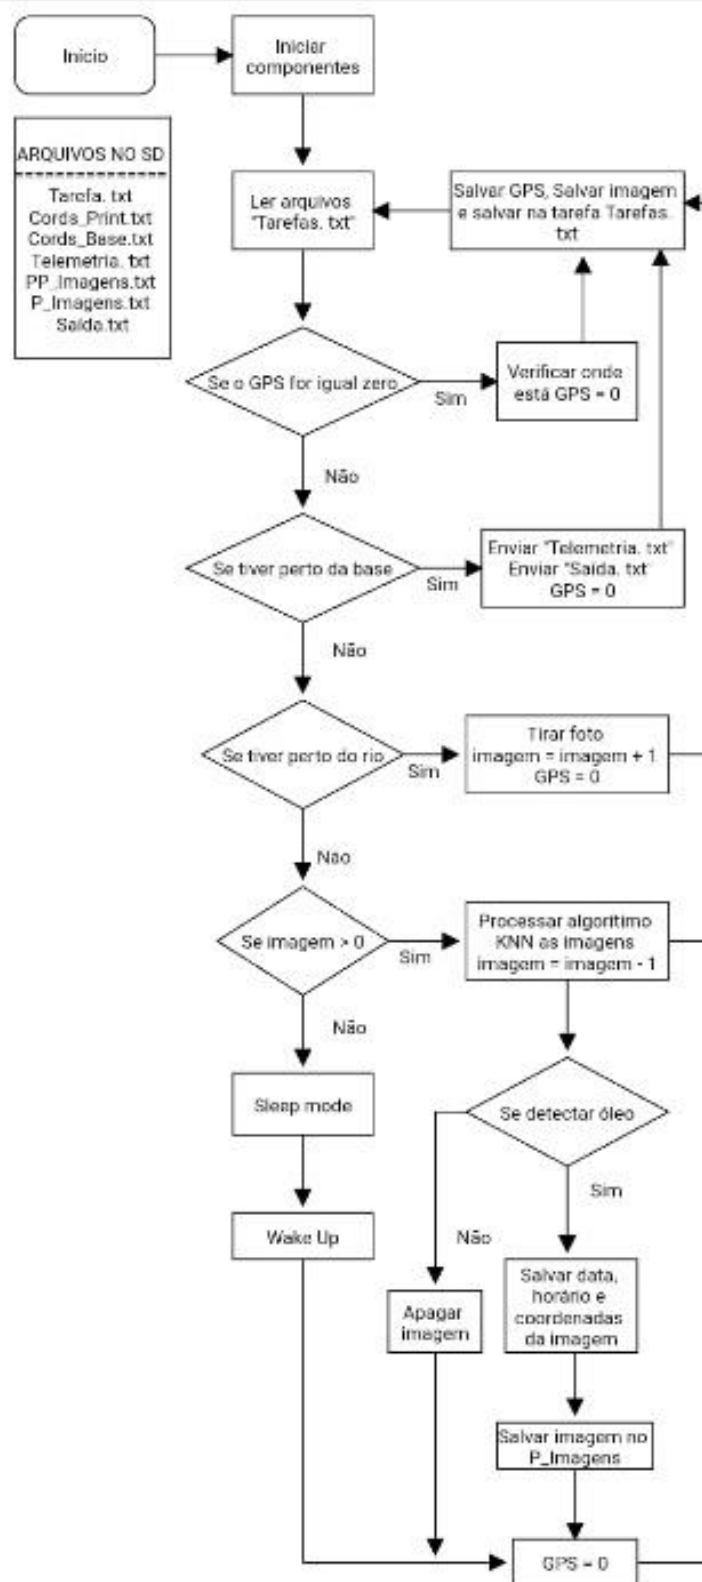 Início
Iniciar
componentes
ARQUIVOS NO SD
Tarefa. txt
Cords_Print.txt
Cords_Base.txt
Telemetria. txt
PP_Imagens.txt
P_Imagens.txt
Saída.txt
Ler arquivos
"Tarefas. txt"
Salvar GPS, Salvar imagem
e salvar na tarefa Tarefas.
txt
Se o GPS for igual zero
Sim
Verificar onde
está GPS = 0
Não
Se tiver perto da base
Sim
Enviar "Telemetria. txt"
Enviar "Saída. txt"
GPS = 0
Não
Se tiver perto do rio
Sim
Tirar foto
imagem = imagem + 1
GPS = 0
Não
Se imagem > 0
Sim
Processar algoritimo
KNN as imagens
imagem = imagem - 1
Não
Sleep mode
Se detectar óleo
Sim
Não
Wake Up
Salvar data,
horário e
coordenadas
da imagem
Apagar
imagem
Salvar imagem no
P_Imagens
GPS = 0